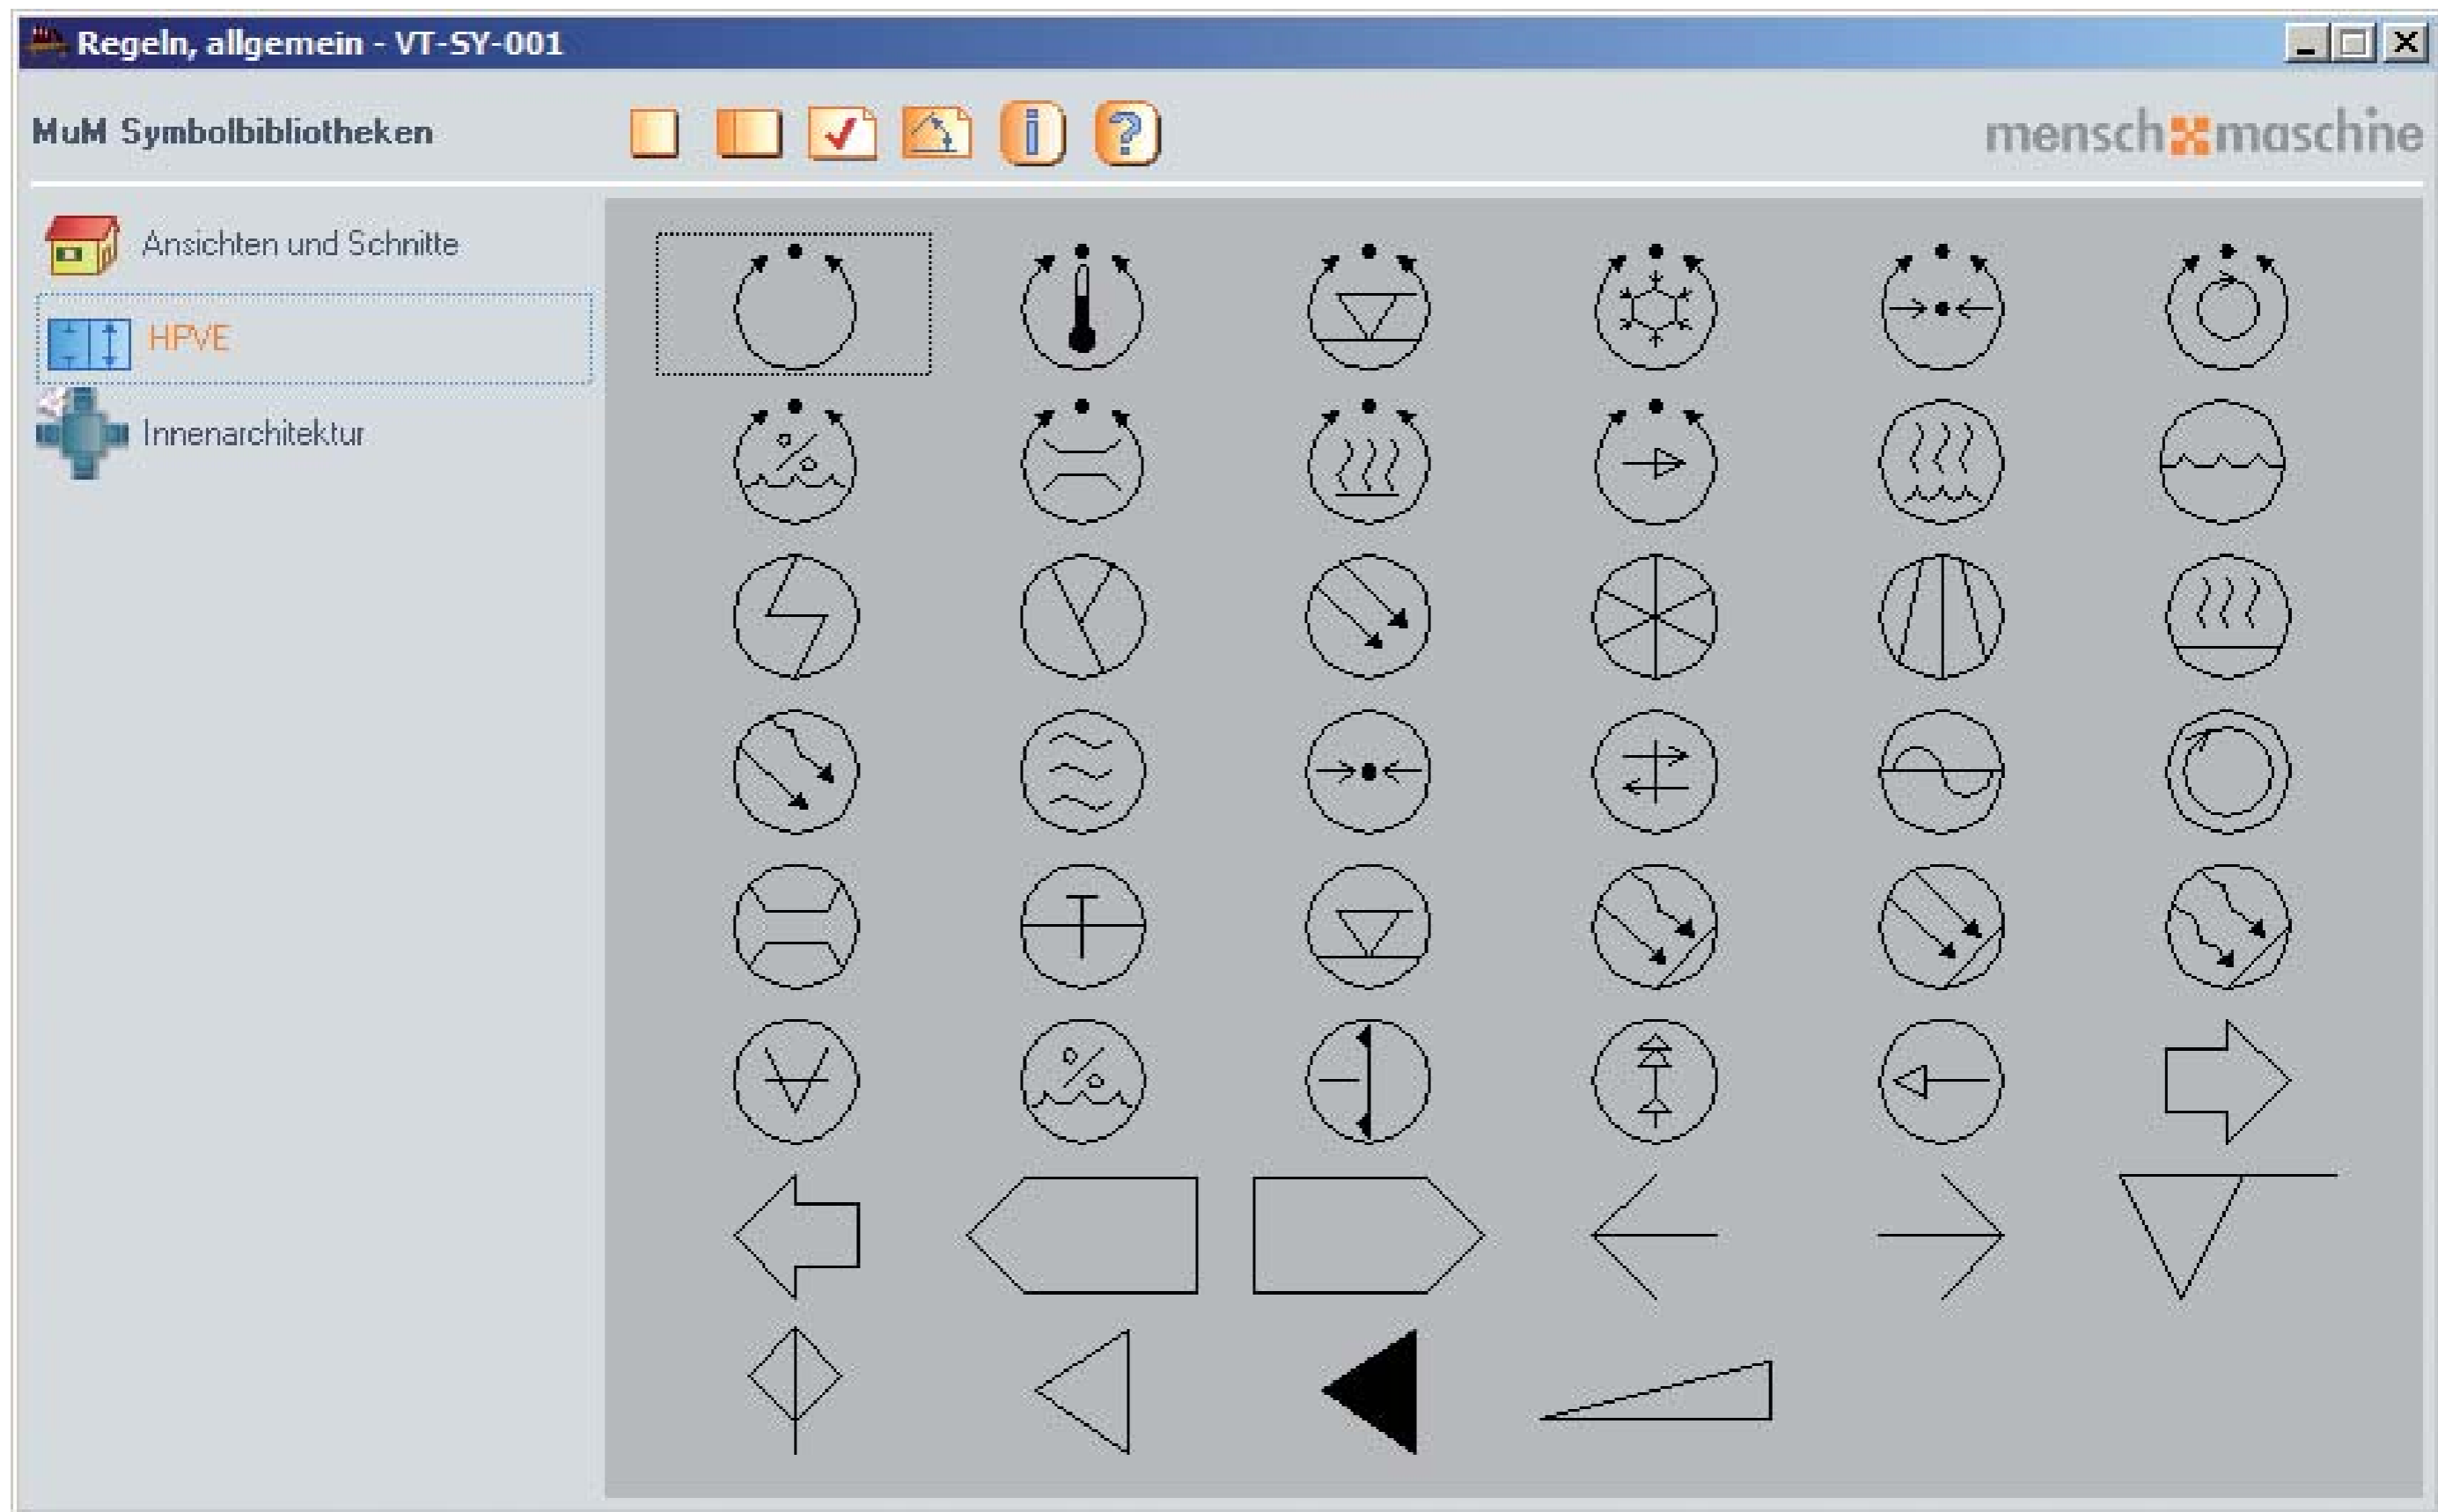 Regeln, allgemein - VT-SY-001
MuM Symbolbibliotheken
mensch maschine
Ansichten und Schnitte
HPVE
Innenarchitektur